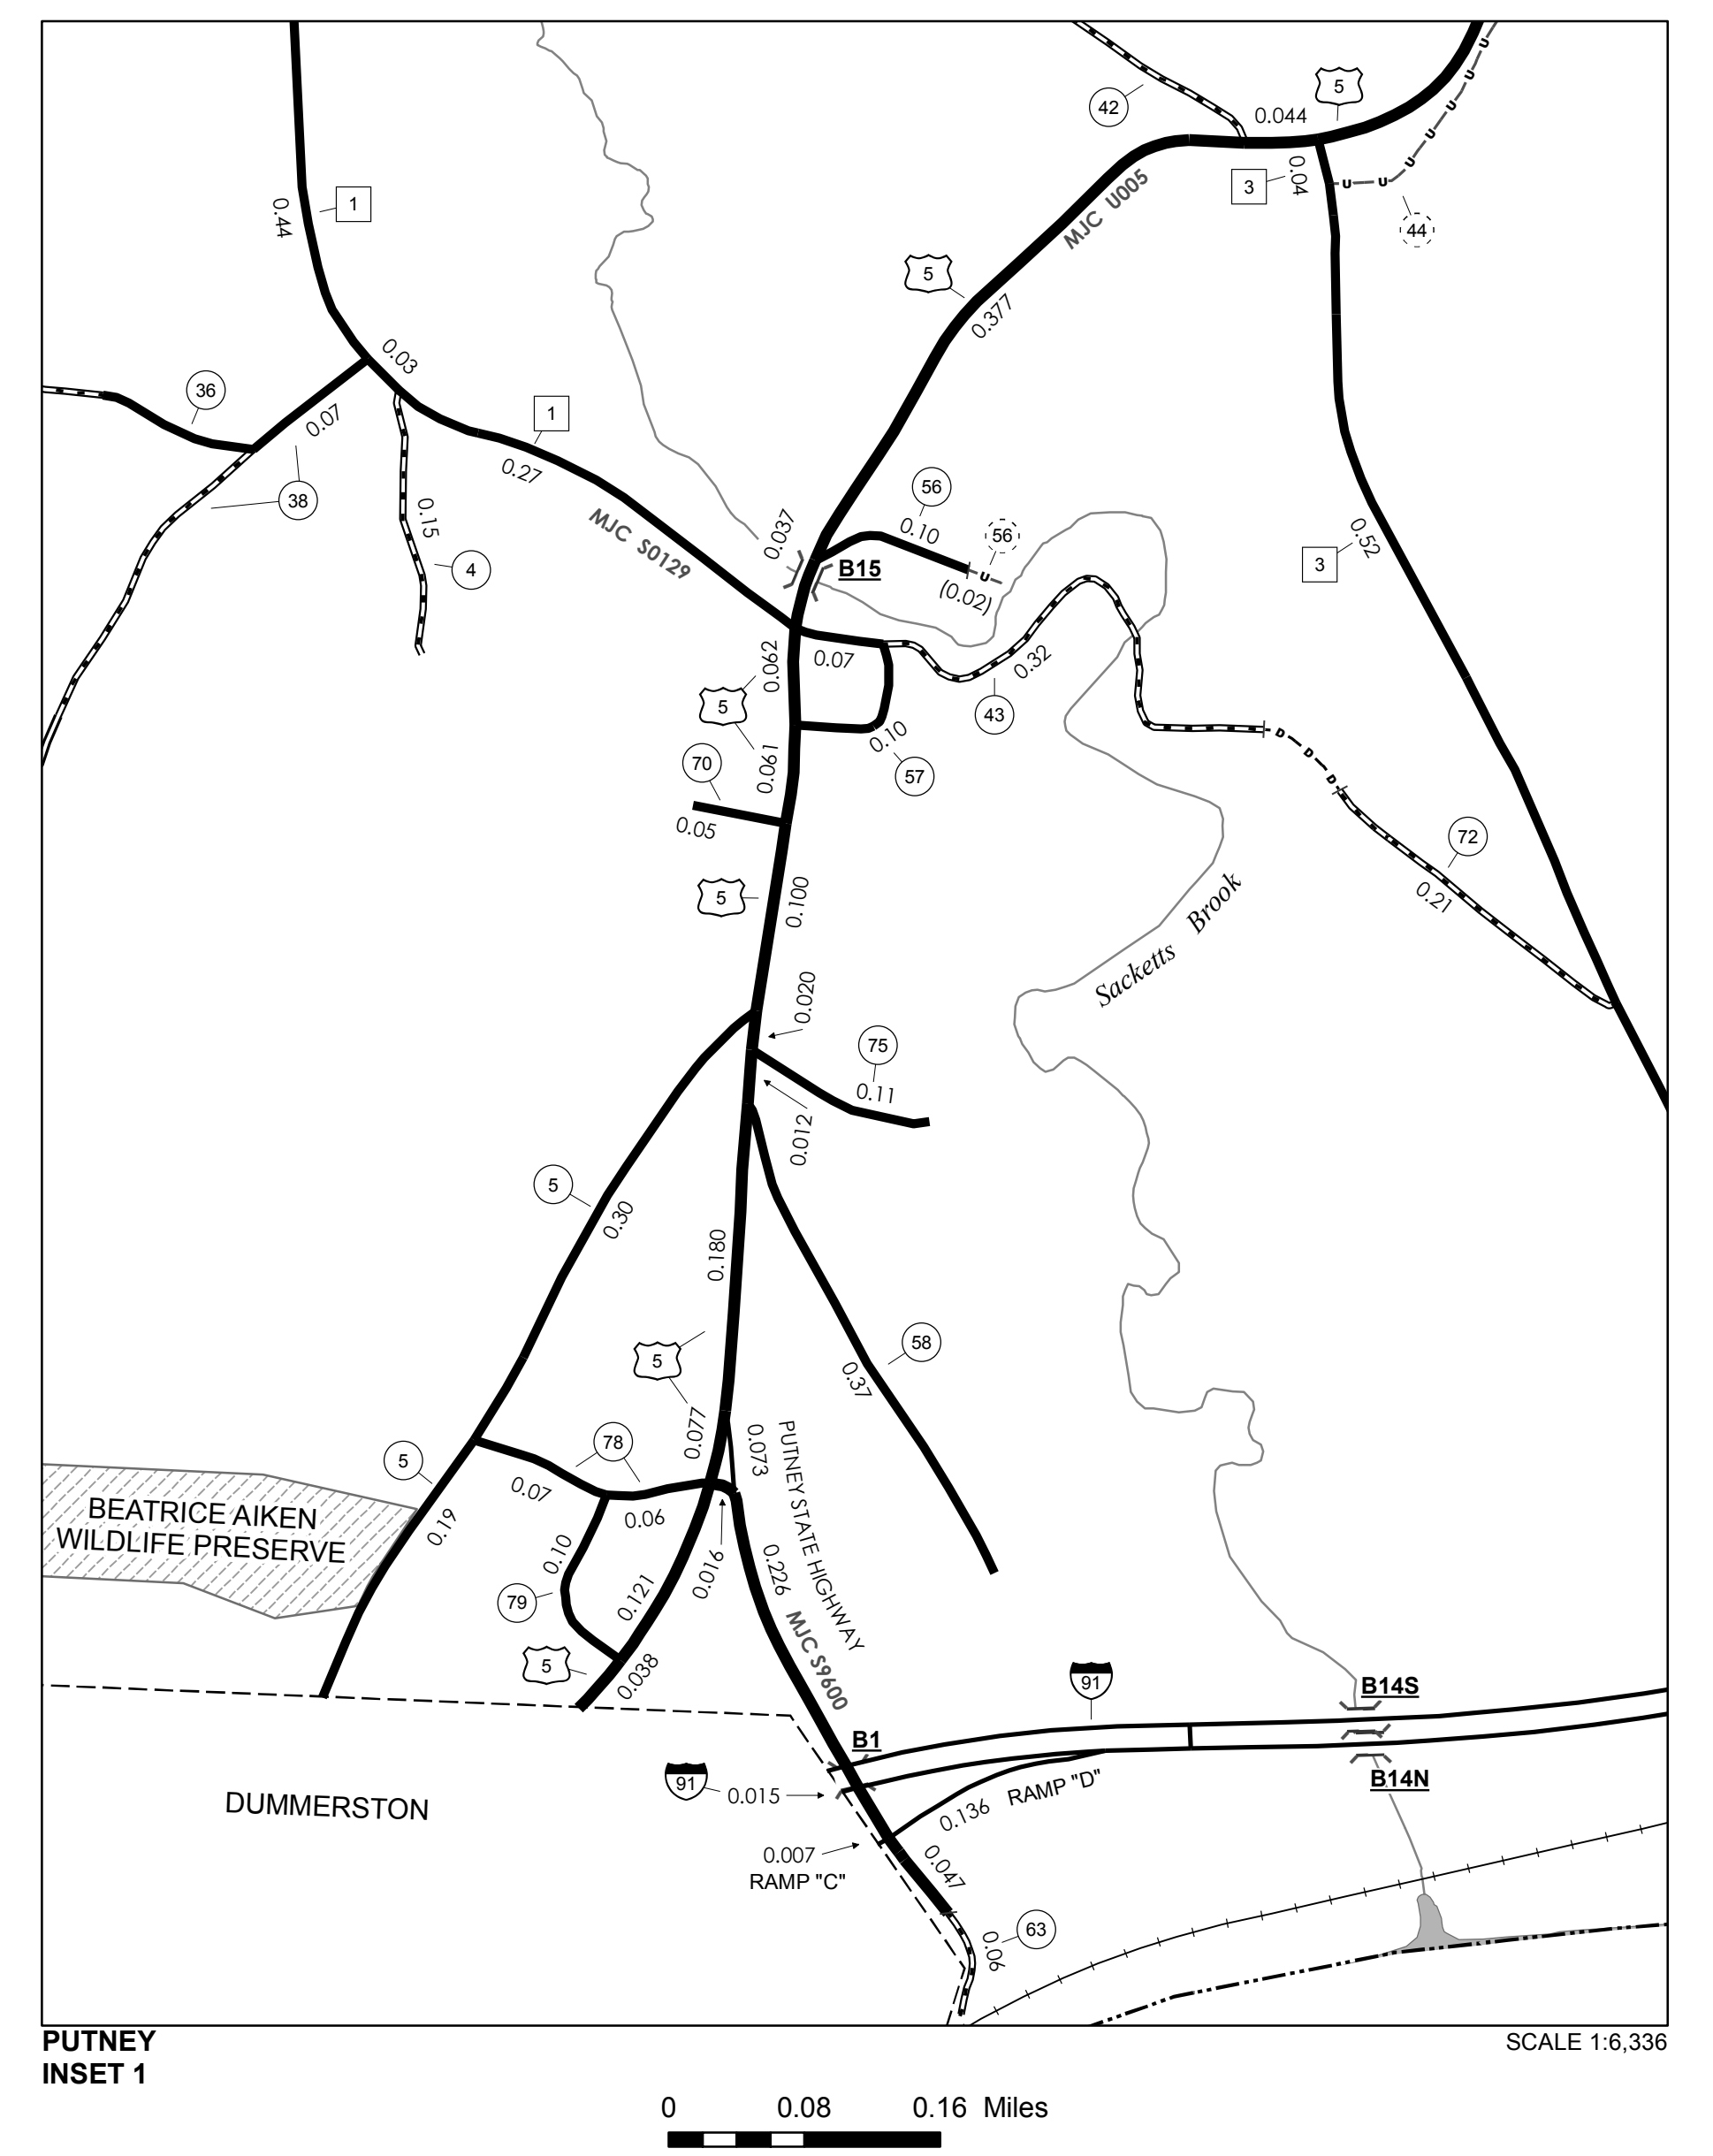 42
0.044
5
U
U
U
U
U
0.04
3
U
U
44
1
0.44
MJC U005
5
0.377
0.03
36
0.07
1
0.27
38
0.15
4
MJC S0129
0.037
56
0.10
56
U
(0.02)
B15
0.52
3
0.062
0.07
0.32
43
5
0.10
57
70
0.061
0.05
D
D
D
72
0.21
5
0.100
Sacketts Brook
0.020
75
0.11
0.012
5
0.30
0.180
58
0.37
5
0.077
0.073
PUTNEY STATE HIGHWAY
78
0.07
0.06
5
0.19
BEATRICE AIKEN
WILDLIFE PRESERVE
0.10
79
0.016
0.226
MJC S9600
0.121
5
0.038
91
B14S
B1
91
0.015
B14N
RAMP "D"
0.136
DUMMERSTON
0.007
RAMP "C"
0.047
63
0.06
PUTNEY
INSET 1
SCALE 1:6,336
0 0.08 0.16 Miles